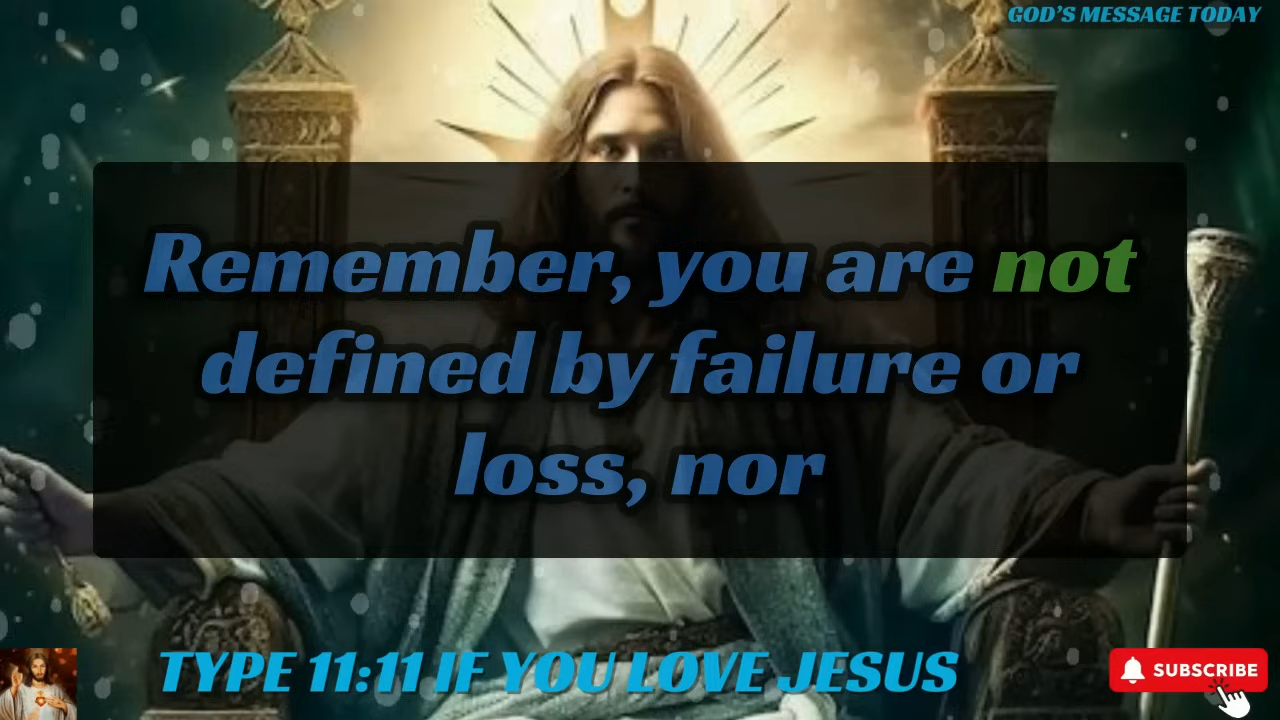 GOD'S MESSAGE TODAY
Remember, you are not
defined by failure or
loss, nor
TYPE 11:11 IF YOU LOVE JESUS
SUBSCRIBE